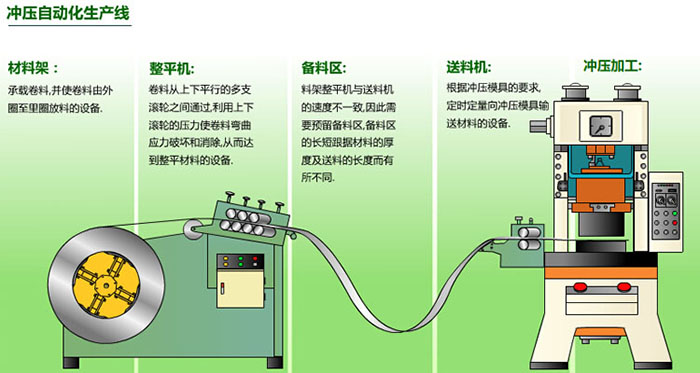 冲压自动化生产线
材料架：
承载卷料,并使卷料由外
圈至里圈放料的设备.
整平机:
卷料从上下平行的多支
滚轮之间通过,利用上下
滚轮的压力使卷料弯曲
应力破坏和消除,从而达
到整平材料的设备.
备料区:
料架整平机与送料机
的速度不一致,因此需
要预留备料区,备料区
的长短跟据材料的厚
度及送料的长度而有
所不同.
送料机:
根据冲压模具的要求,
定时定量向冲压模具输
送材料的设备.
冲压加工: